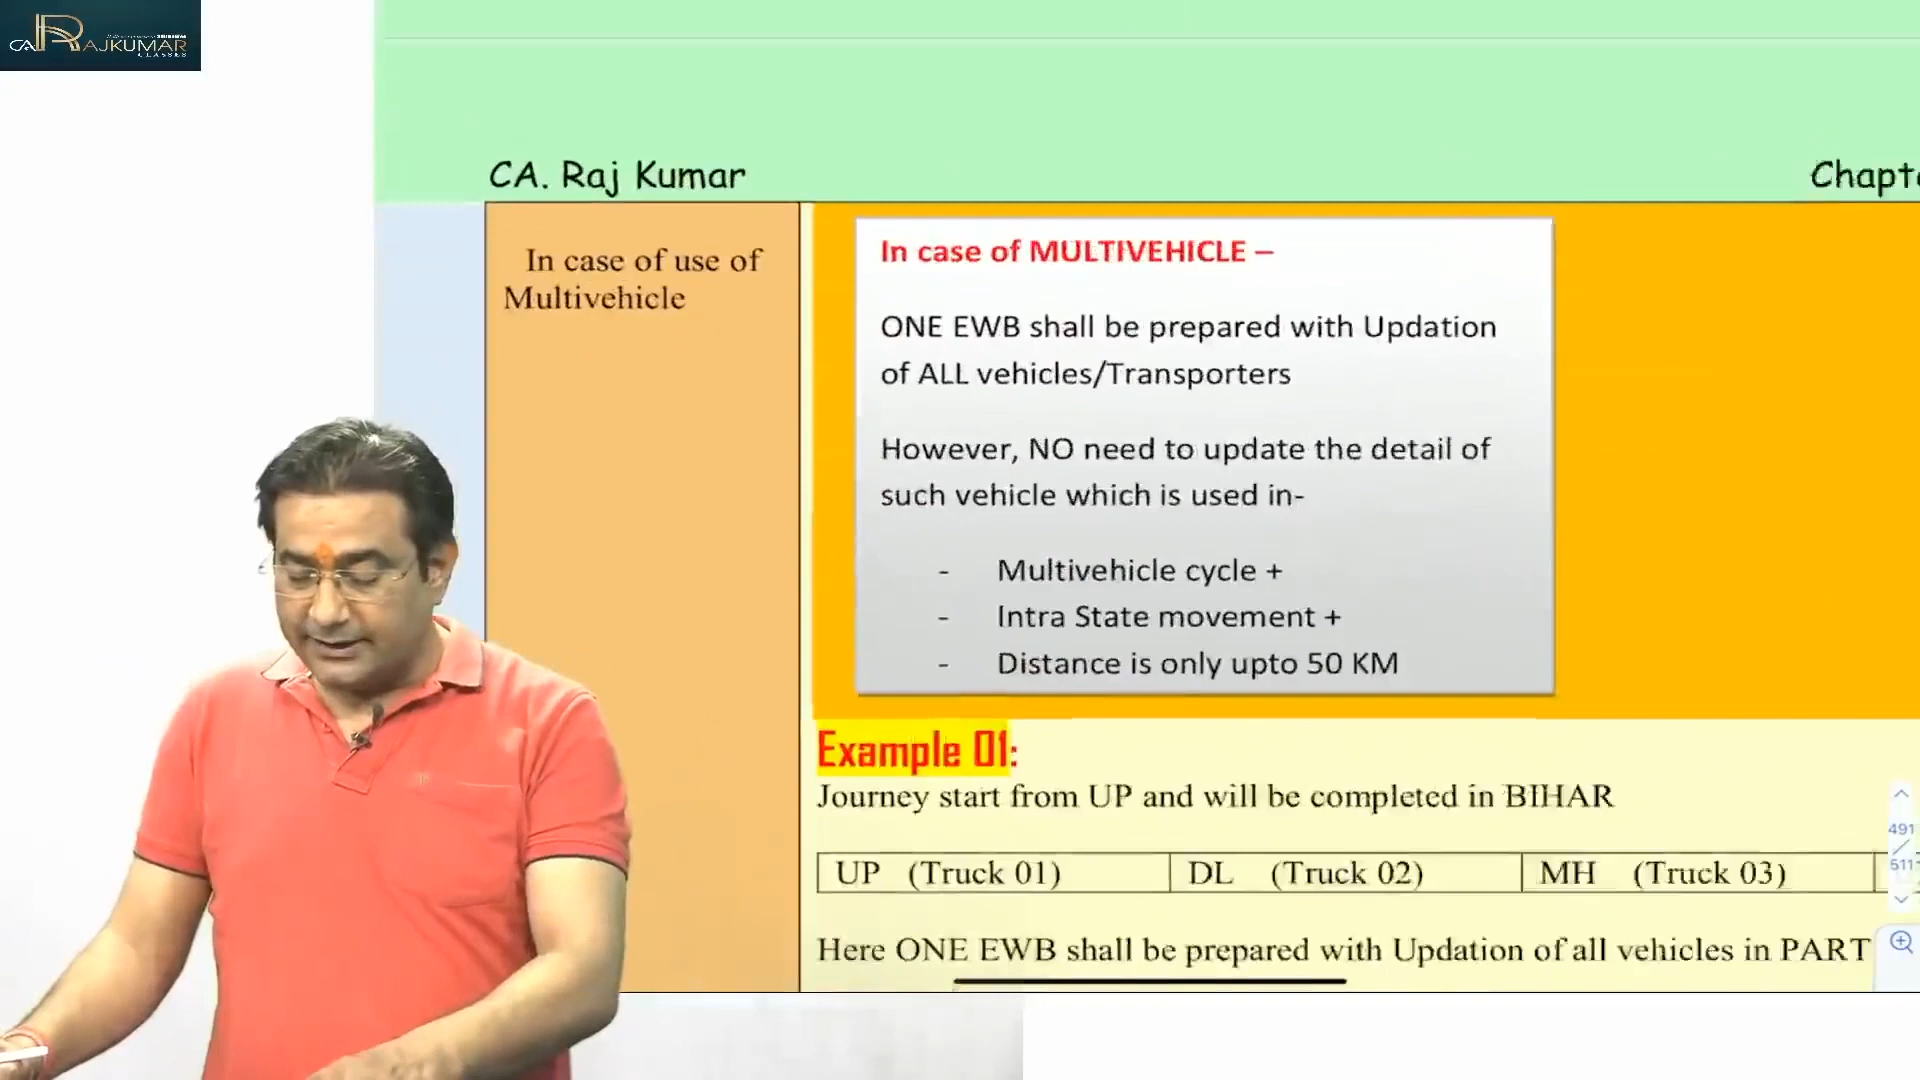 CA RAJKUMAR
CLASSES
CA. Raj Kumar
Chapt
In case of use of
Multivehicle
In case of MULTIVEHICLE –
ONE EWB shall be prepared with Updation
of ALL vehicles/Transporters
However, NO need to update the detail of
such vehicle which is used in-
- Multivehicle cycle +
- Intra State movement +
- Distance is only upto 50 KM
Example 01:
Journey start from UP and will be completed in BIHAR
UP (Truck 01) DL (Truck 02) MH (Truck 03)
Here ONE EWB shall be prepared with Updation of all vehicles in PART
491
/
511